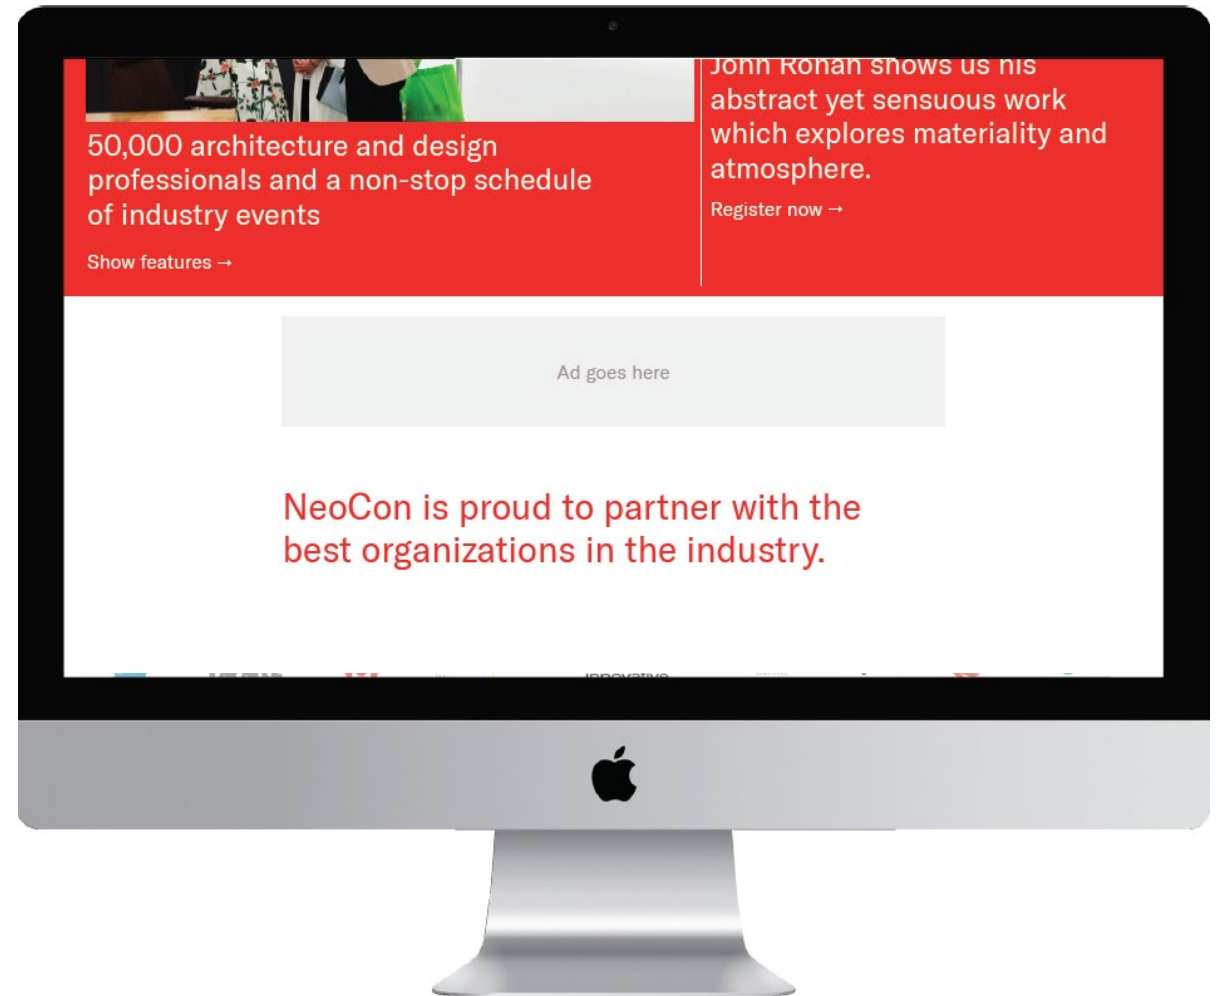 50,000 architecture and design
professionals and a non-stop schedule
of industry events
Show features →
John Ronan shows us his
abstract yet sensuous work
which explores materiality and
atmosphere.
Register now →
Ad goes here
NeoCon is proud to partner with the
best organizations in the industry.
innovative